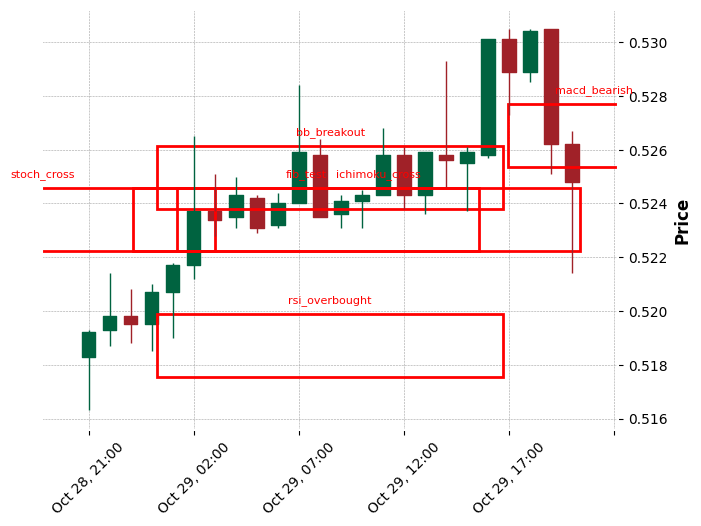 0.530
macd_bearish
0.528
bb_breakout
0.526
stoch_cross
ichimoku_cross
0.524
Price
0.522
rsi_overbought
0.520
0.518
0.516
Oct 28, 21:00
Oct 29, 02:00
Oct 29, 07:00
Oct 29, 12:00
Oct 29, 17:00